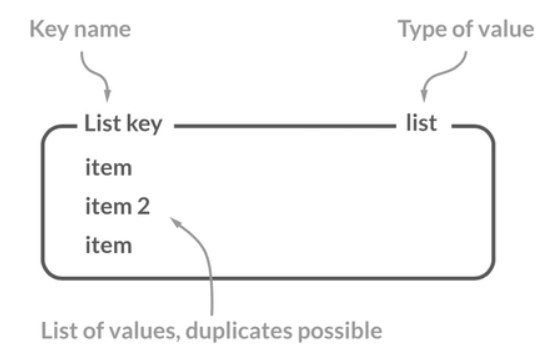 Key name
Type of value
List key
list
item
item 2
item
List of values, duplicates possible